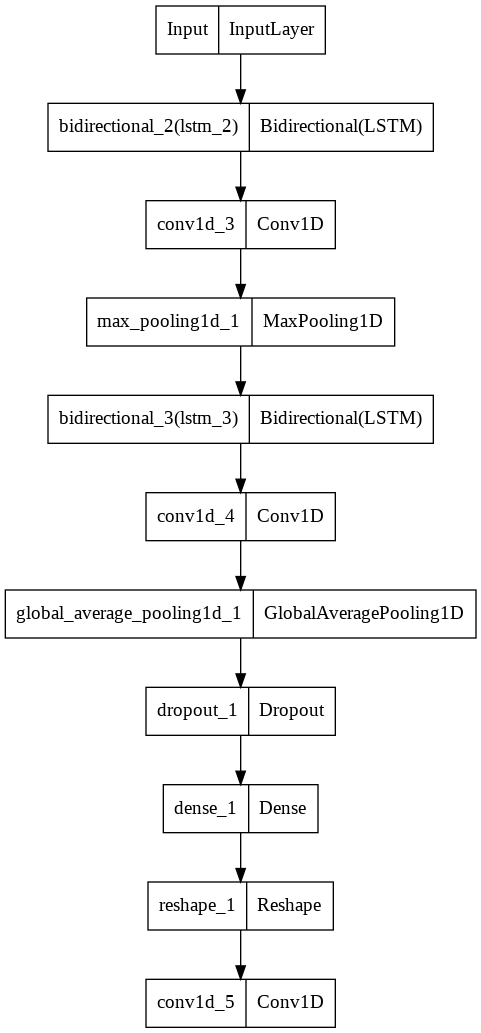 Input InputLayer
bidirectional_2(lstm_2) Bidirectional(LSTM)
conv1d_3 Conv1D
max_pooling1d_1 MaxPooling1D
bidirectional_3(lstm_3) Bidirectional(LSTM)
conv1d_4 Conv1D
global_average_pooling1d_1 GlobalAveragePooling1D
dropout_1 Dropout
dense_1 Dense
reshape_1 Reshape
conv1d_5 Conv1D